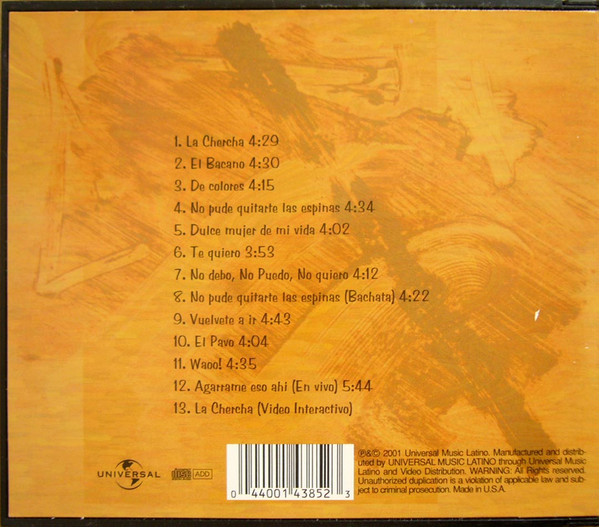 1. La Chercha 4:29
2. El Bacano 4:30
3. De colores 4:15
4. No pude quitarte las espinas 4:34
5. Dulce mujer de mi vida 4:02
6. Te quiero 3:53
7. No debo, No Puedo, No quiero 4:12
8. No pude quitarte las espinas (Bachata) 4:22
9. Vuelvete a ir 4:43
10. El Pavo 4:04
11. Waoo! 4:35
12. Agarrame eso ahi (En vivo) 5:44
13. La Chercha (Video Interactivo)
UNIVERSAL
ADD
0 44001 43852 3
℗&© 2001 Universal Music Latino. Manufactured and distrib-
uted by UNIVERSAL MUSIC LATINO through Universal Music
Latino and Video Distribution. WARNING: All Rights reserved.
Unauthorized duplication is a violation of applicable law and sub-
ject to criminal prosecution. Made in U.S.A.